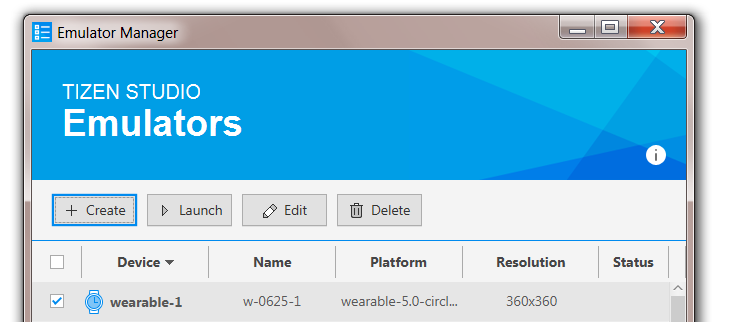 Emulator Manager
TIZEN STUDIO
Emulators
Create Launch Edit Delete
Device Name Platform Resolution Status
wearable-1 w-0625-1 wearable-5.0-circl... 360x360